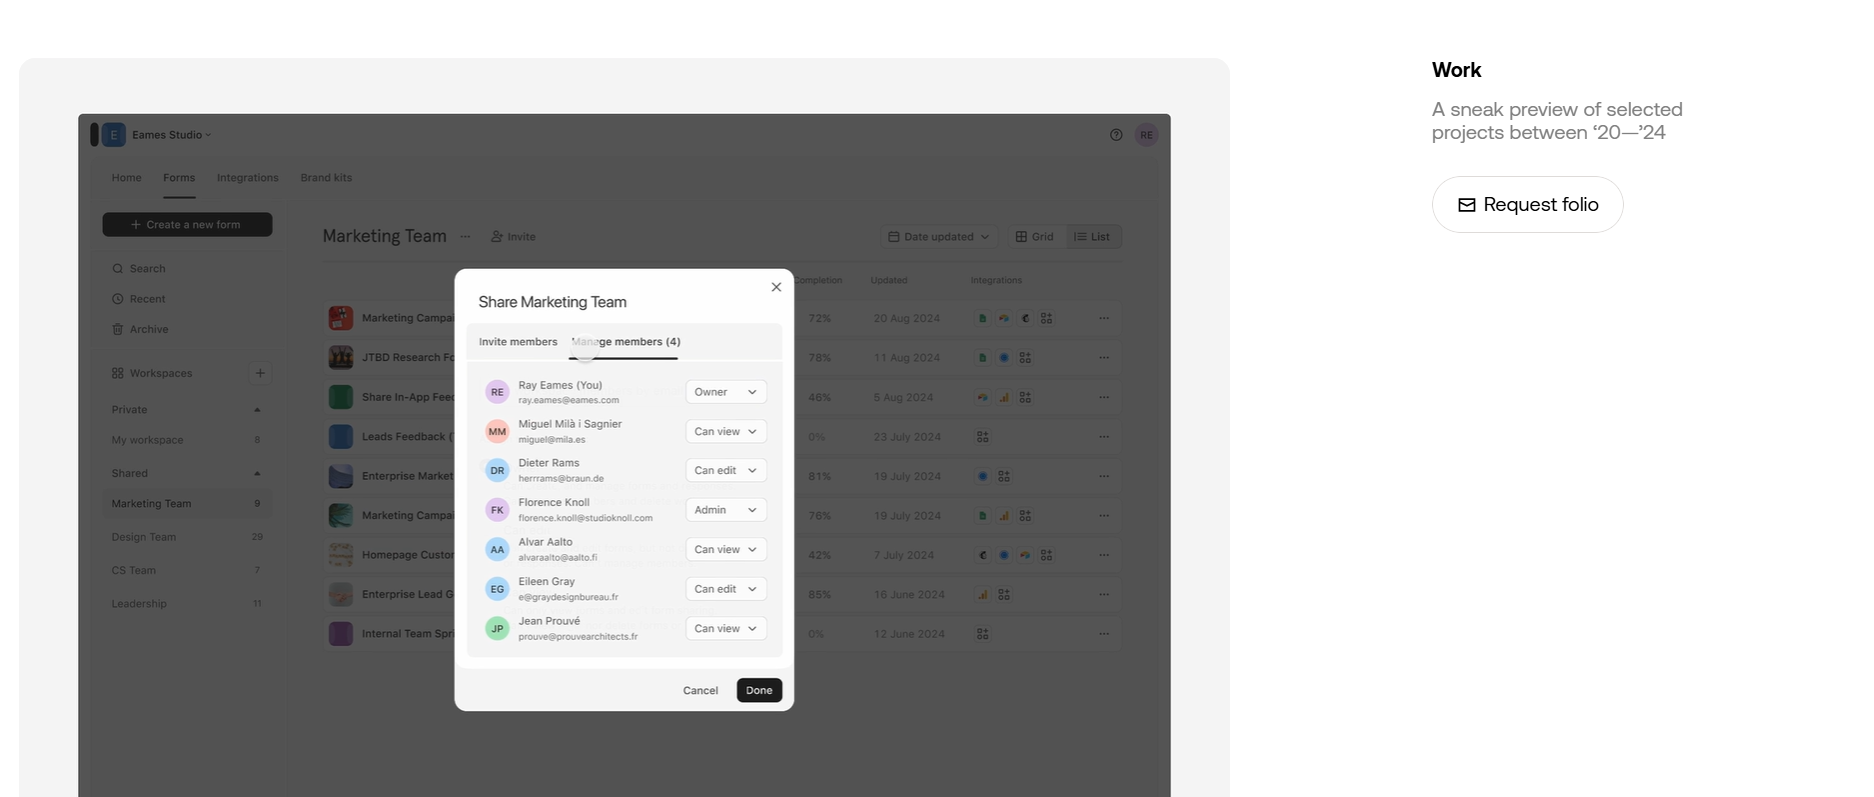 Work
A sneak preview of selected
projects between ‘20—’24
Request folio
E
Eames Studio
RE
Home
Forms
Integrations
Brand kits
+ Create a new form
Search
Recent
Archive
Workspaces
Private
My workspace 8
Shared
Marketing Team 9
Design Team 29
CS Team 7
Leadership 11
Marketing Team
Invite
Date updated
Grid
List
Completion
Updated
Integrations
Marketing
72% 20 Aug 2024
JTBD Research
78% 11 Aug 2024
Share In-App
46% 5 Aug 2024
Leads Feedback
0% 23 July 2024
Enterprise
81% 19 July 2024
Marketing
76% 19 July 2024
Homepage
42% 7 July 2024
Enterprise Lead
85% 16 June 2024
Internal Team
0% 12 June 2024
Share Marketing Team
Invite members
Manage members (4)
RE
Ray Eames (You)
ray.eames@eames.com
Owner
MM
Miguel Milà i Sagnier
miguel@mila.es
Can view
DR
Dieter Rams
herrrams@braun.de
Can edit
FK
Florence Knoll
florence.knoll@studioknoll.com
Admin
AA
Alvar Aalto
alvaraalto@aalto.fi
Can view
EG
Eileen Gray
e@graydesignbureau.fr
Can edit
JP
Jean Prouvé
prouve@prouvearchitects.fr
Can view
Cancel
Done